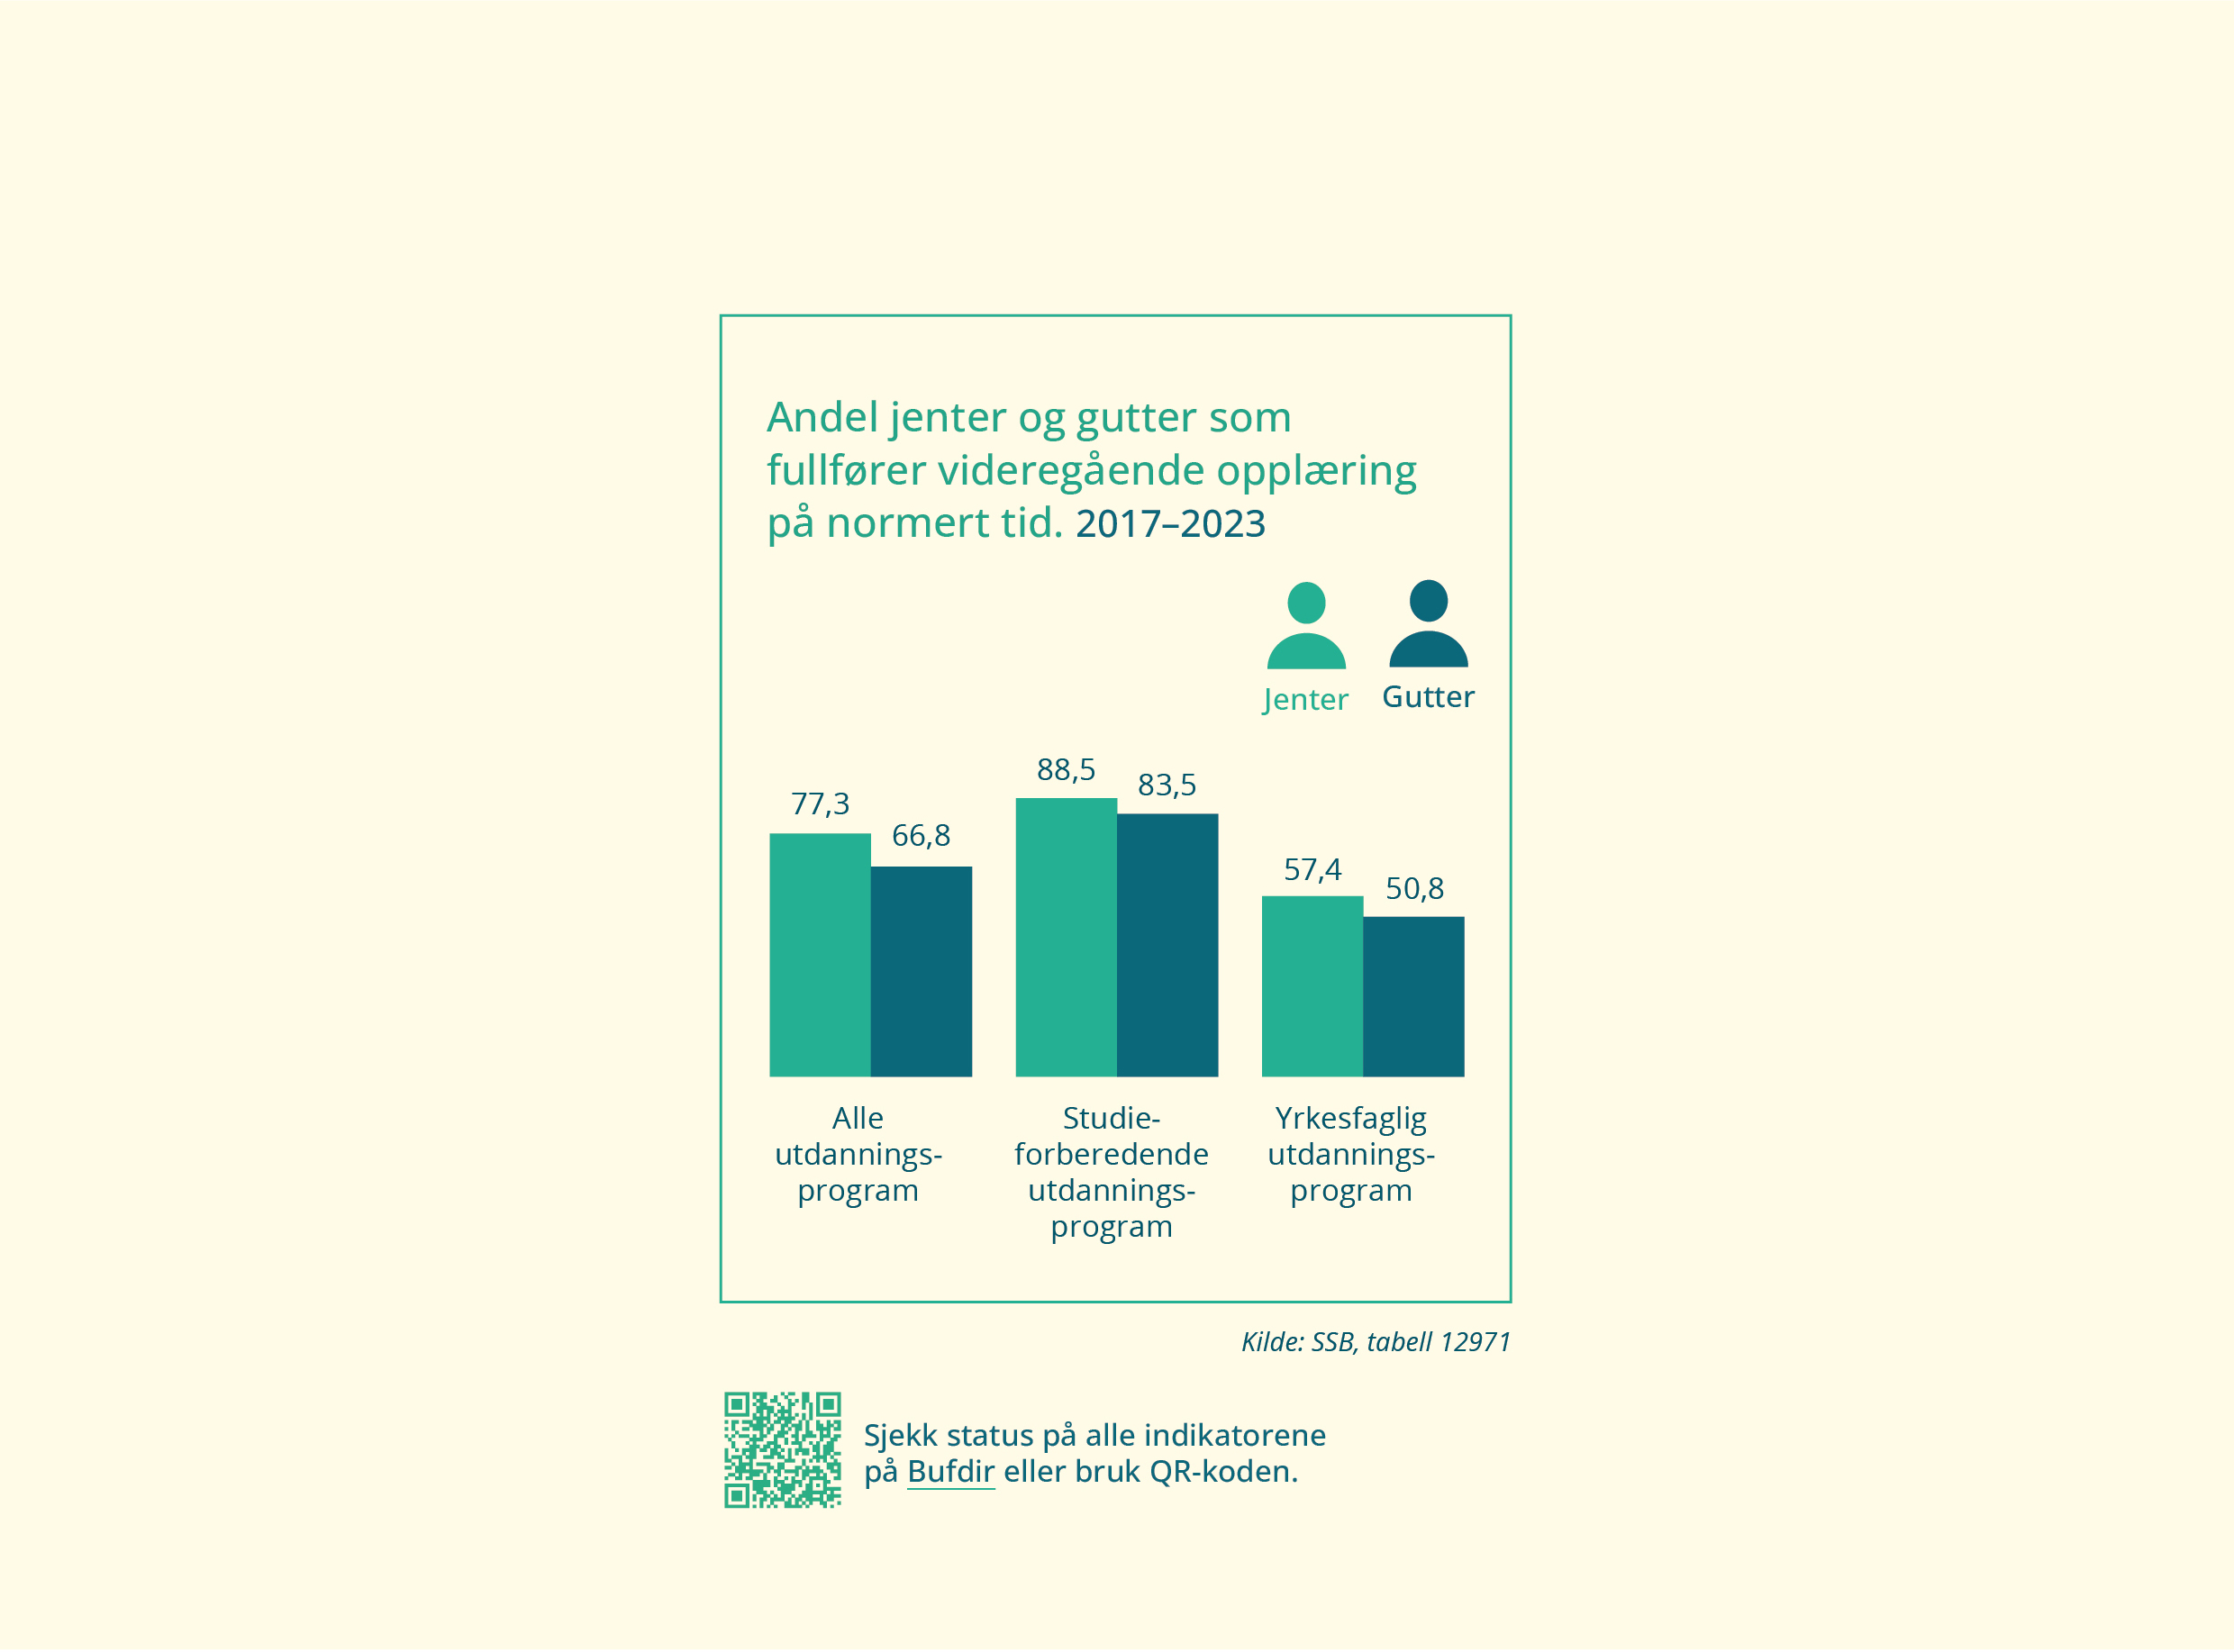 Andel jenter og gutter som
fullfører videregående opplæring
på normert tid. 2017–2023
Jenter
Gutter
77,3
66,8
88,5
83,5
57,4
50,8
Alle
utdannings-
program
Studie-
forberedende
utdannings-
program
Yrkesfaglig
utdannings-
program
Kilde: SSB, tabell 12971
Sjekk status på alle indikatorene
på Bufdir eller bruk QR-koden.